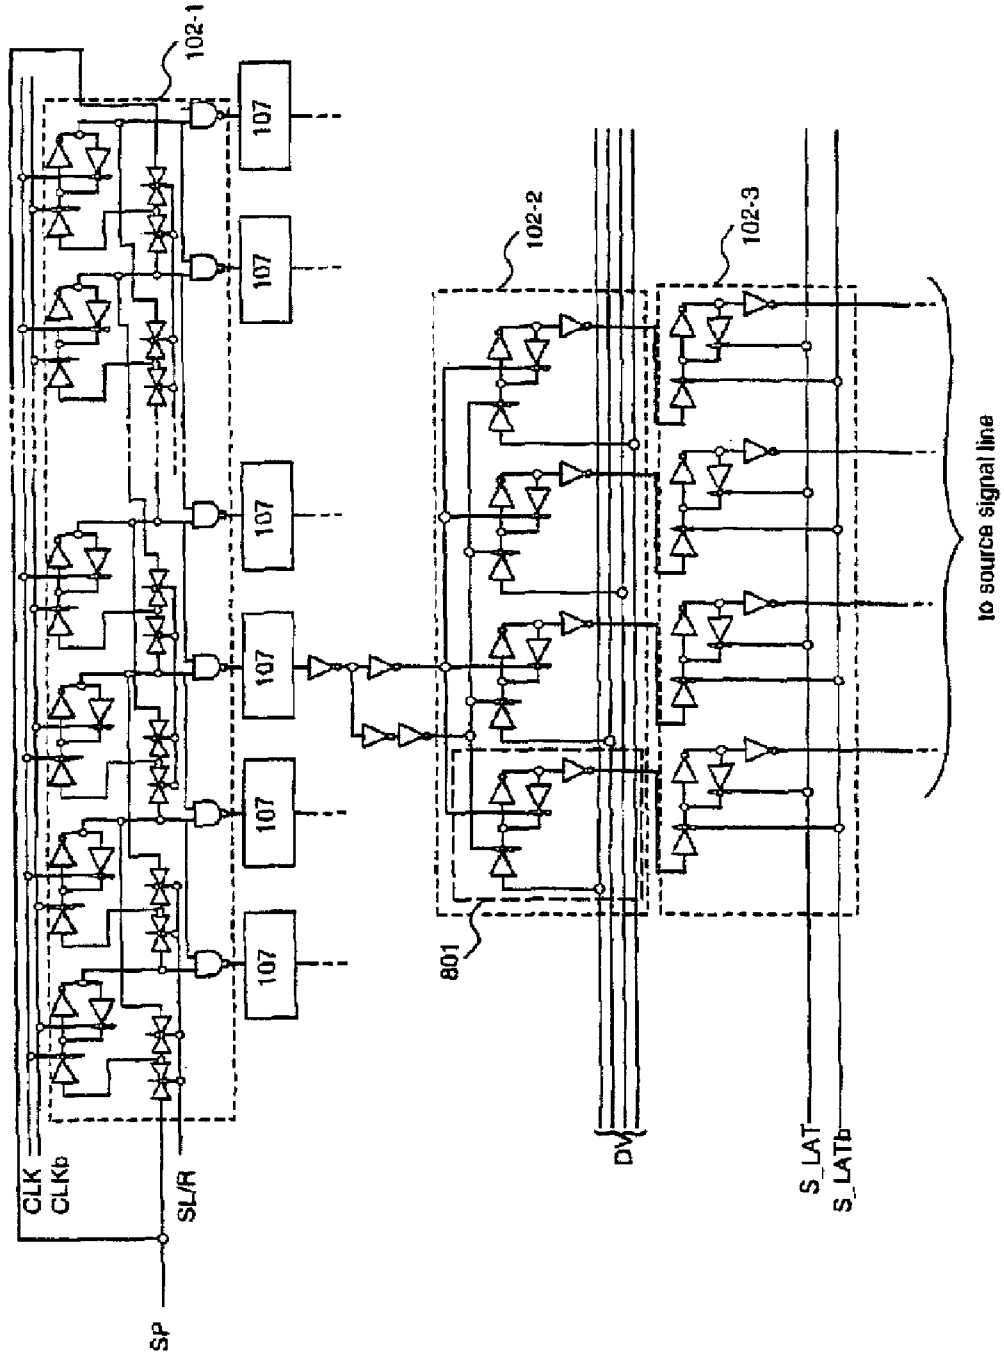 102-1
107
107
107
107
107
107
CLK
CLKb
SL/R
SP
102-2
801
DV
102-3
S_LAT
S_LATb
to source signal line